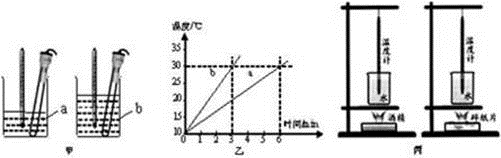 a
b
甲
温度/℃
35
30
25
20
15
10
b
a
0 1 2 3 4 5 6
时间/min
乙
温度计
水
酒精
温度计
水
碎纸片
丙